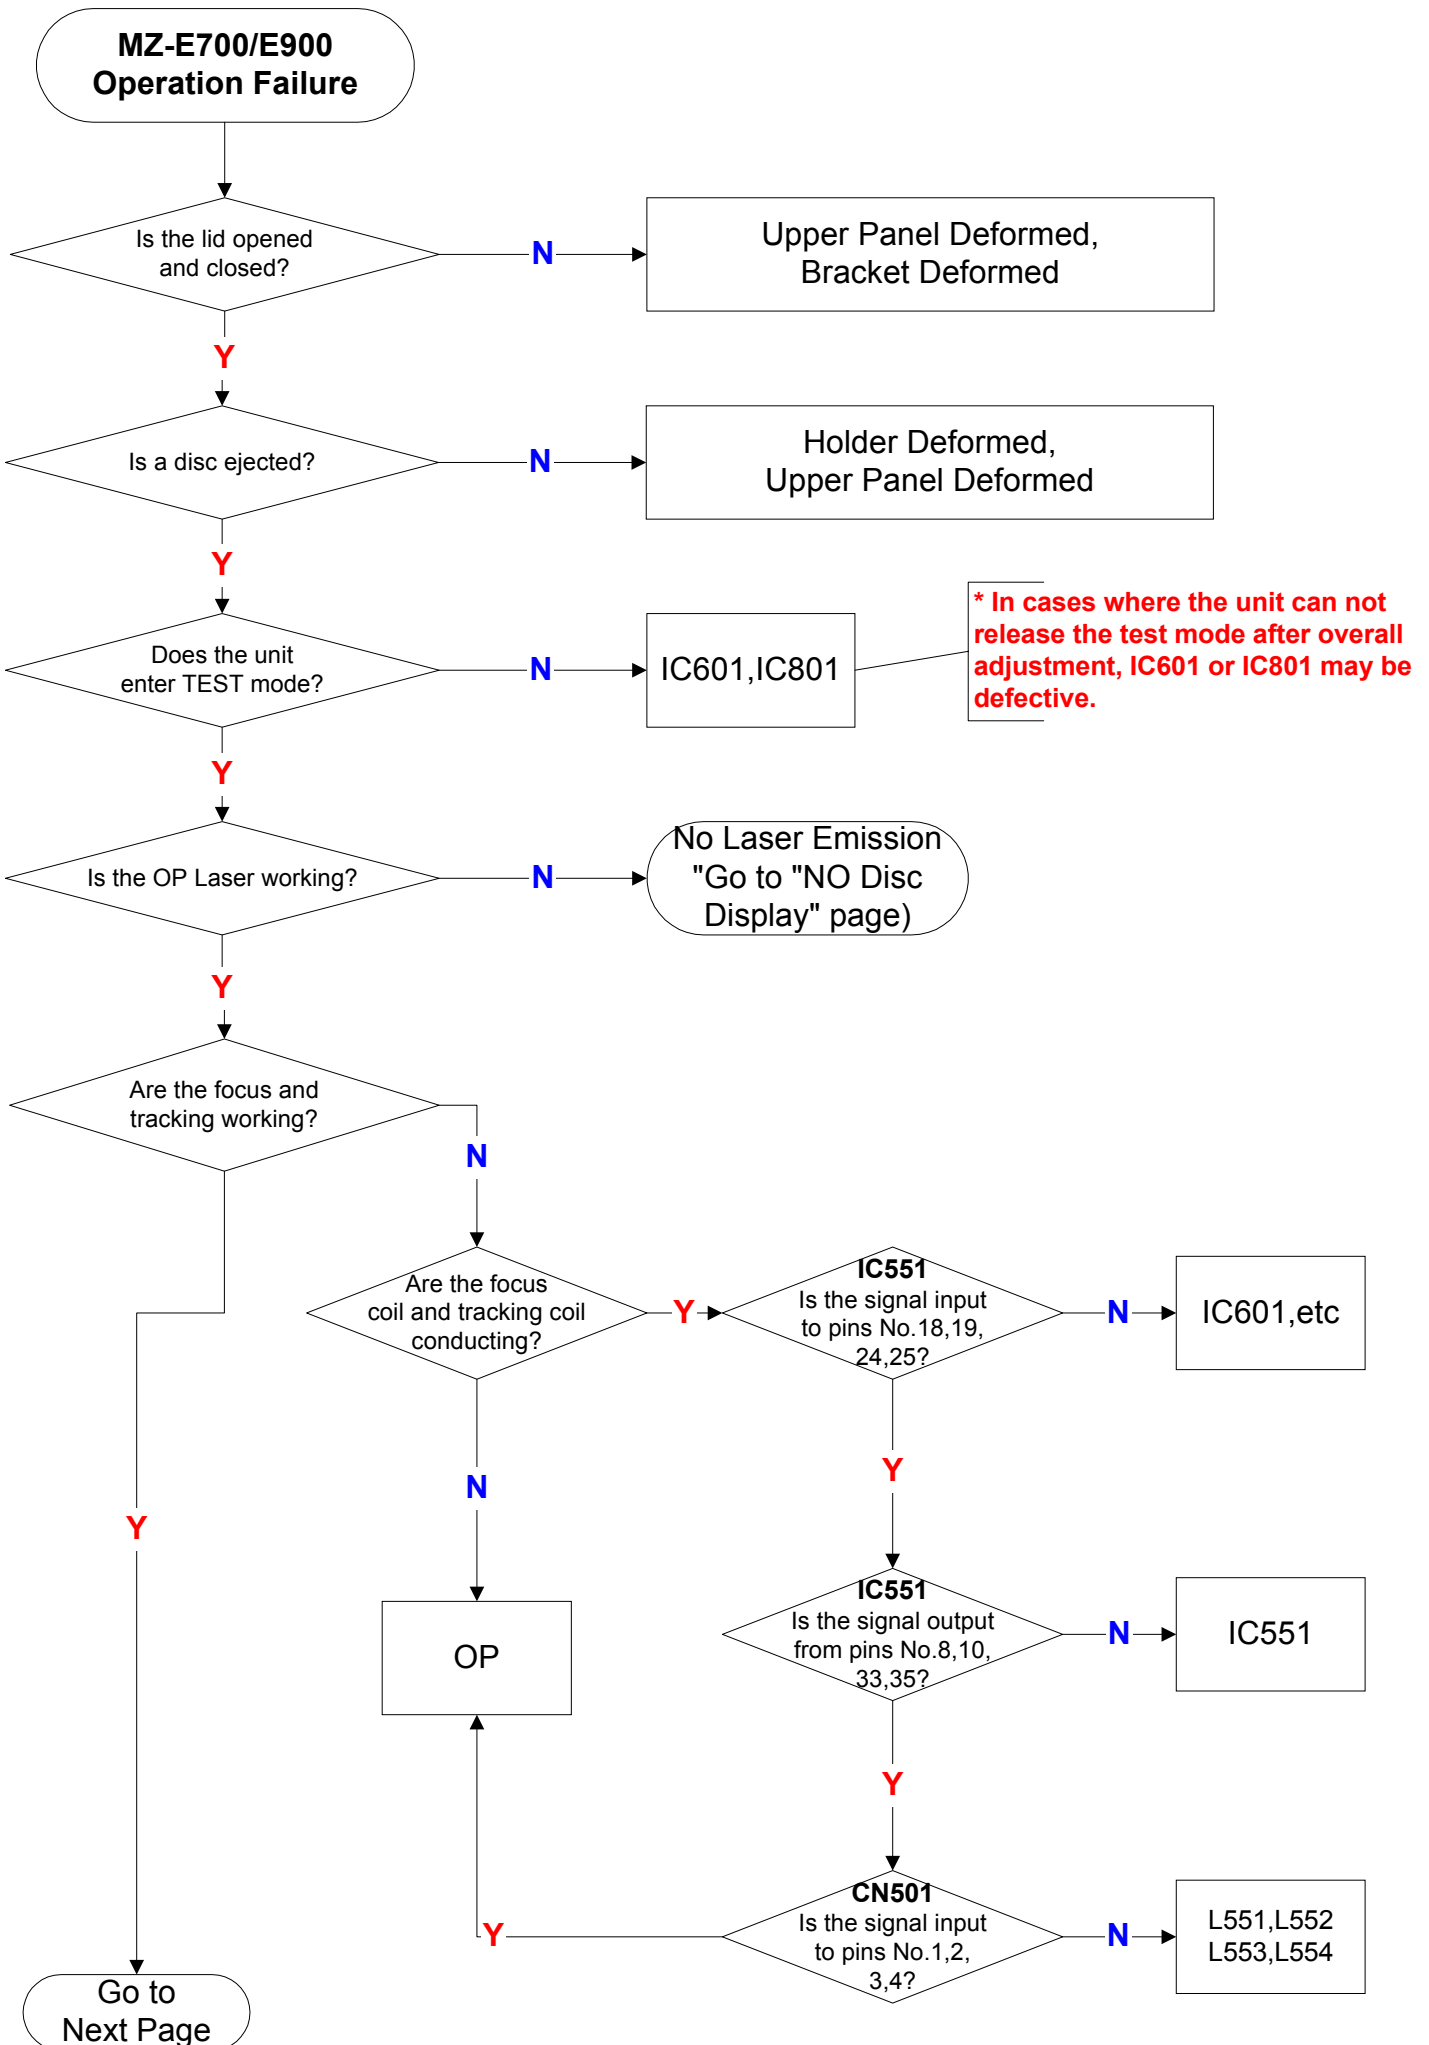 MZ-E700/E900
Operation Failure
Is the lid opened
and closed?
N
Upper Panel Deformed,
Bracket Deformed
Y
Is a disc ejected?
N
Holder Deformed,
Upper Panel Deformed
Y
Does the unit
enter TEST mode?
N
IC601,IC801
* In cases where the unit can not
release the test mode after overall
adjustment, IC601 or IC801 may be
defective.
Y
Is the OP Laser working?
N
No Laser Emission
"Go to "NO Disc
Display" page)
Y
Are the focus and
tracking working?
N
Are the focus
coil and tracking coil
conducting?
Y
IC551
Is the signal input
to pins No.18,19,
24,25?
N
IC601,etc
Y
N
Y
IC551
Is the signal output
from pins No.8,10,
33,35?
N
IC551
OP
Y
CN501
Is the signal input
to pins No.1,2,
3,4?
N
L551,L552
L553,L554
Y
Go to
Next Page